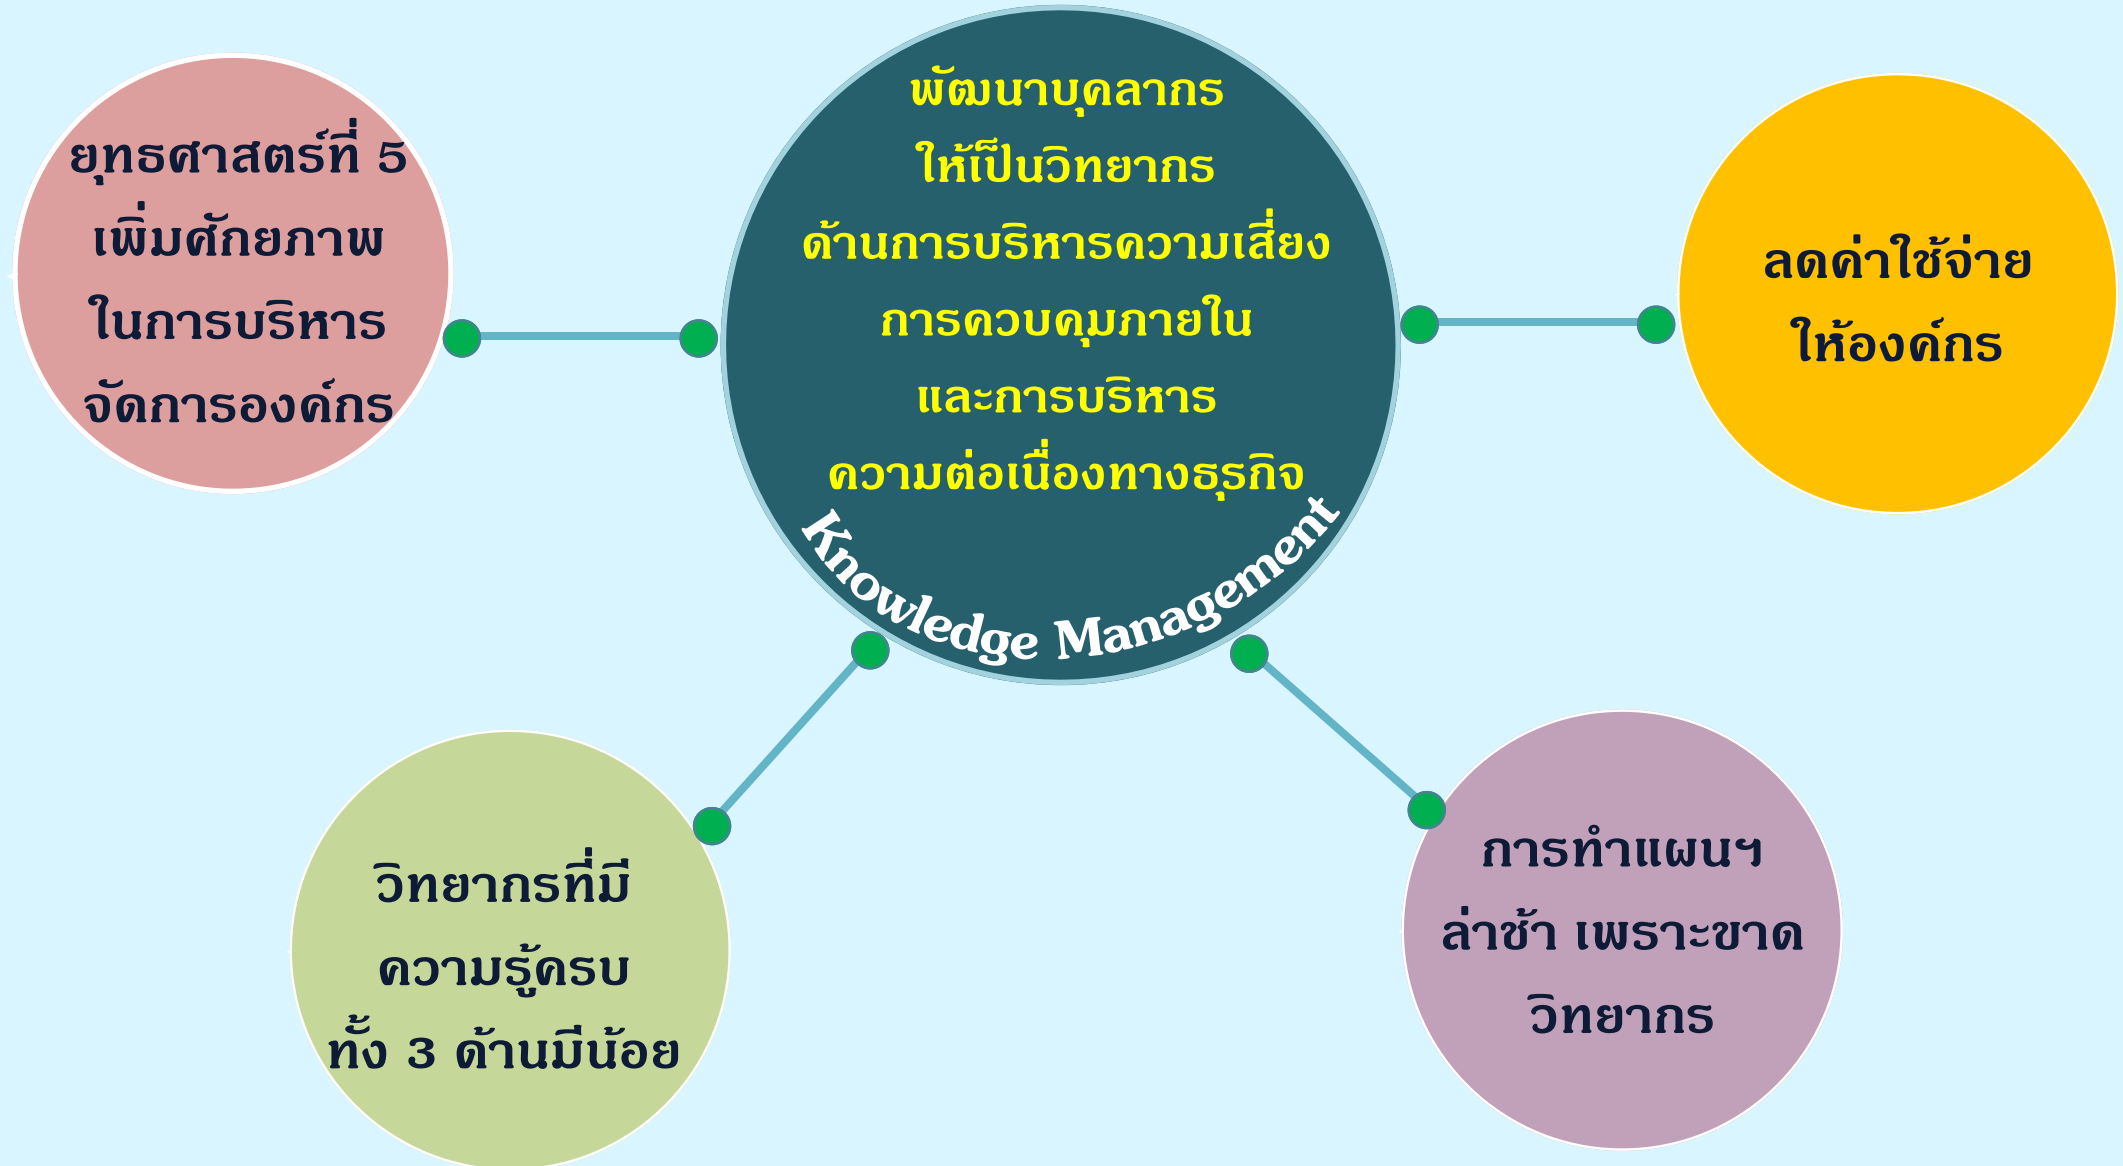 ยุทธศาสตร์ที่ 5
เพิ่มศักยภาพ
ในการบริหาร
จัดการองค์กร
พัฒนาบุคลากร
ให้เป็นวิทยากร
ด้านการบริหารความเสี่ยง
การควบคุมภายใน
และการบริหาร
ความต่อเนื่องทางธุรกิจ
Knowledge Management
ลดค่าใช้จ่าย
ให้องค์กร
วิทยากรที่มี
ความรู้ครบ
ทั้ง 3 ด้านมีน้อย
การทำแผนฯ
ล่าช้า เพราะขาด
วิทยากร